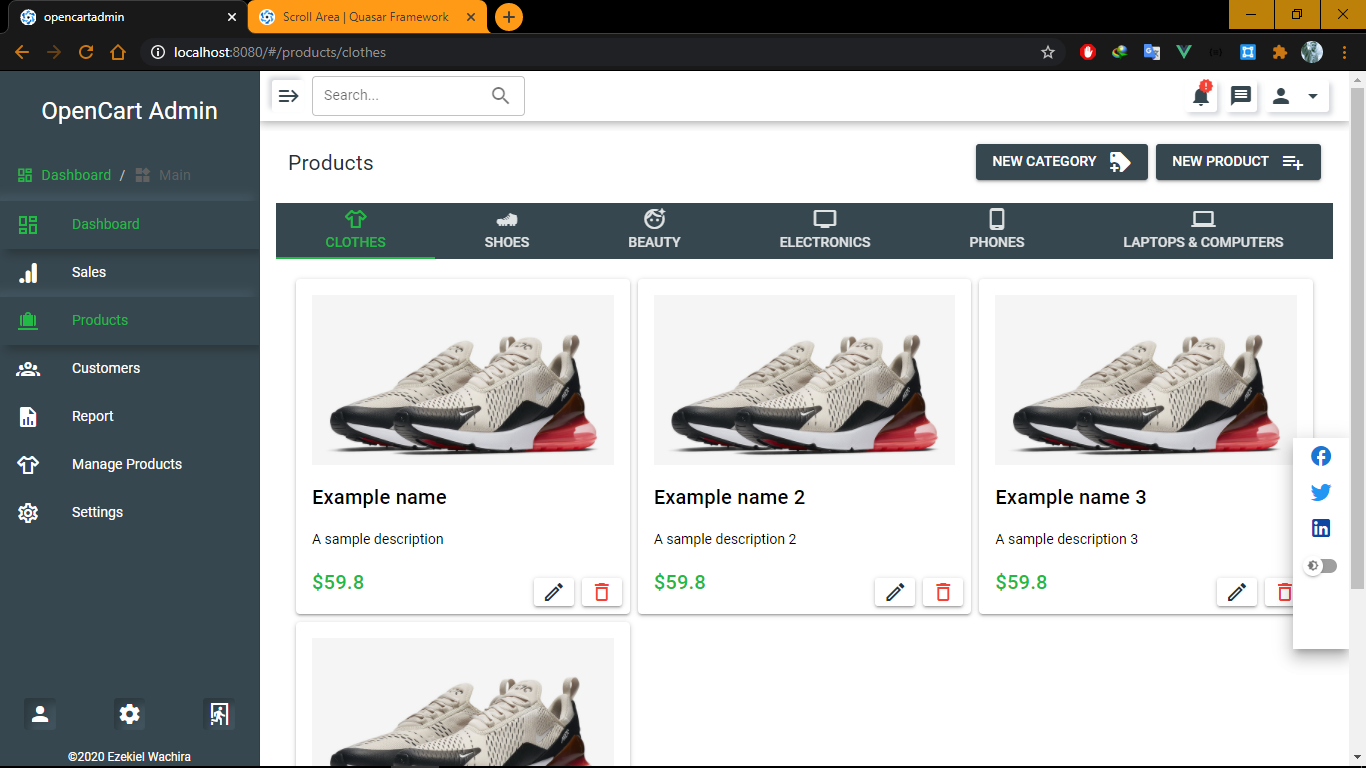 opencartadmin
Scroll Area | Quasar Framework
localhost:8080/#/products/clothes
OpenCart Admin
Dashboard / Main
Dashboard
Sales
Products
Customers
Report
Manage Products
Settings
©2020 Ezekiel Wachira
Search...
Products
NEW CATEGORY
NEW PRODUCT
CLOTHES
SHOES
BEAUTY
ELECTRONICS
PHONES
LAPTOPS & COMPUTERS
Example name
A sample description
$59.8
Example name 2
A sample description 2
$59.8
Example name 3
A sample description 3
$59.8